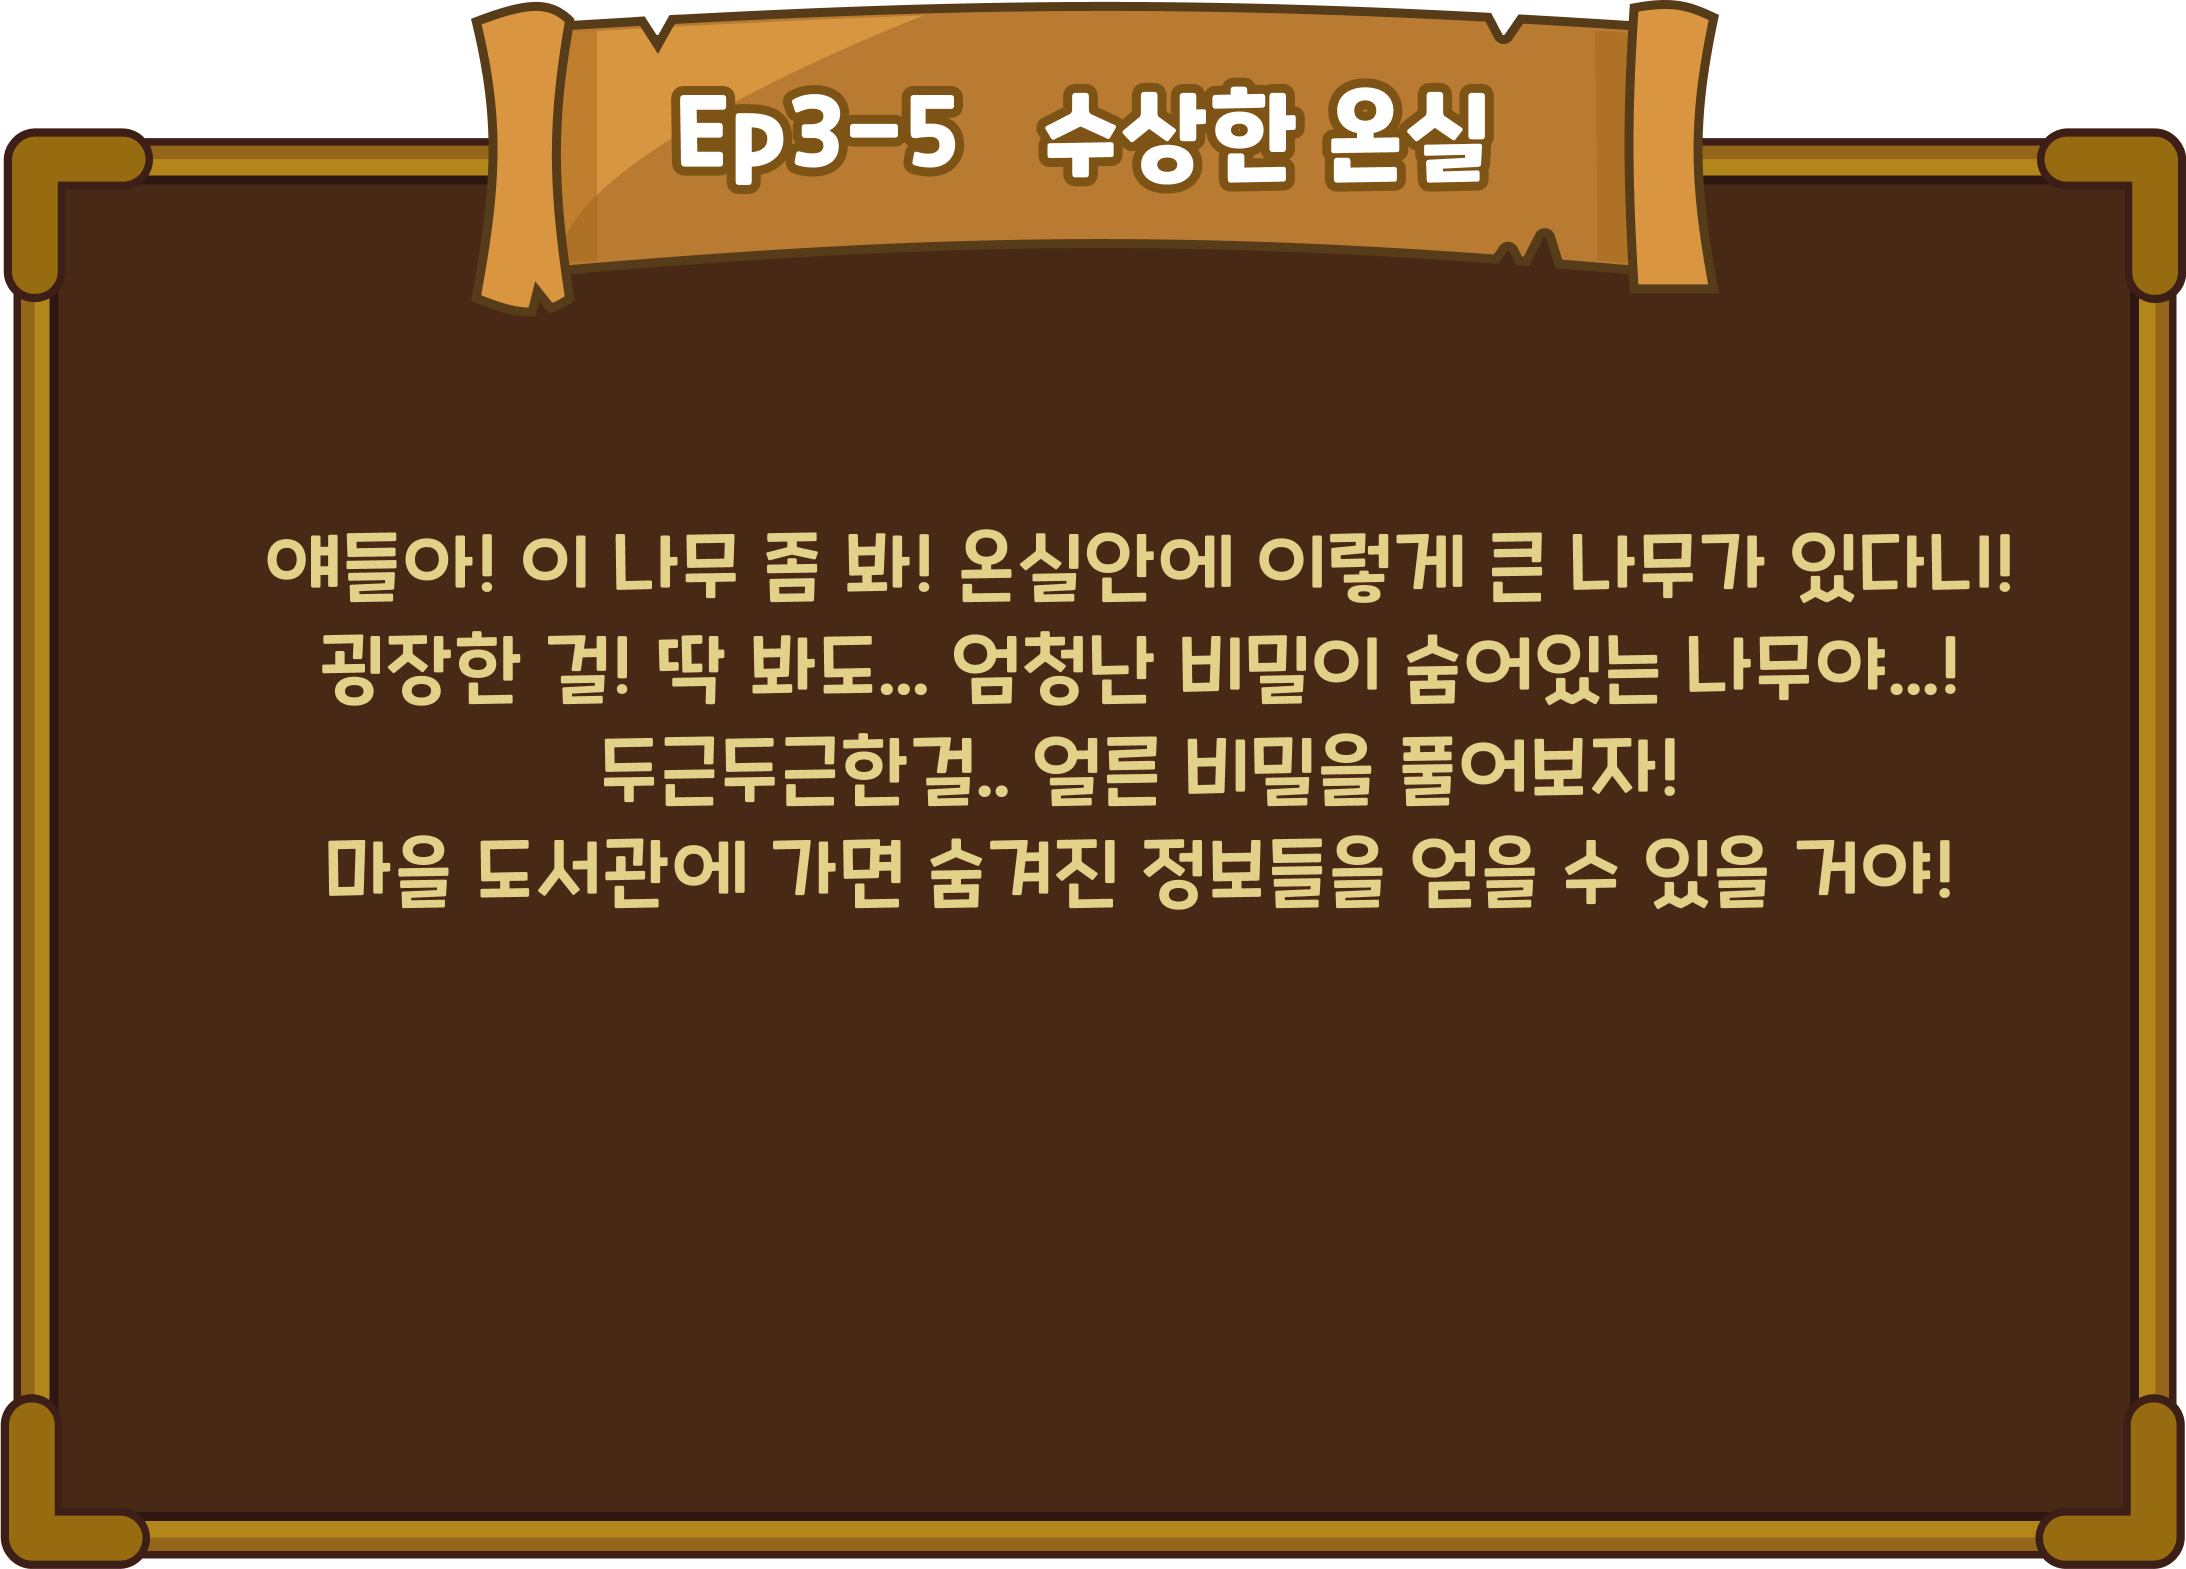 Ep3-5 수상한 온실
얘들아! 이 나무 좀 봐! 온실안에 이렇게 큰 나무가 있다니!
굉장한 걸! 딱 봐도... 엄청난 비밀이 숨어있는 나무야...!
두근두근한걸.. 얼른 비밀을 풀어보자!
마을 도서관에 가면 숨겨진 정보들을 얻을 수 있을 거야!